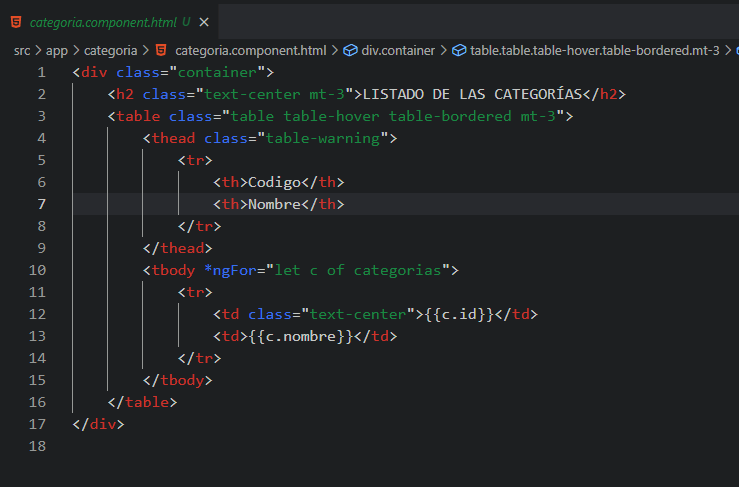 categoria.component.html U ×
src > app > categoria > categoria.component.html > div.container > table.table.table-hover.table-bordered.mt-3 >
1 <div class="container">
2     <h2 class="text-center mt-3">LISTADO DE LAS CATEGORÍAS</h2>
3     <table class="table table-hover table-bordered mt-3">
4         <thead class="table-warning">
5             <tr>
6                 <th>Codigo</th>
7                 <th>Nombre</th>
8             </tr>
9         </thead>
10         <tbody *ngFor="let c of categorias">
11             <tr>
12                 <td class="text-center">{{c.id}}</td>
13                 <td>{{c.nombre}}</td>
14             </tr>
15         </tbody>
16     </table>
17 </div>
18